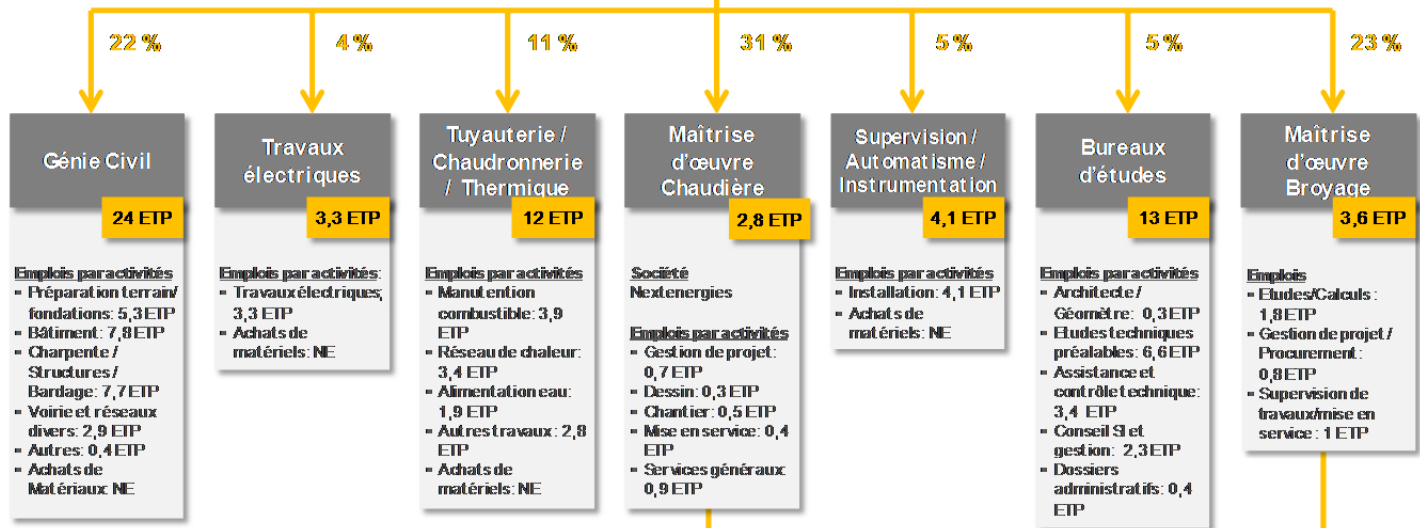 22 %
4 %
11 %
31 %
5 %
5 %
23 %
Génie Civil
24 ETP
Emplois par activités
- Préparation terrain/
fondations: 5,3 ETP
- Bâtiment: 7,8 ETP
- Charpente /
Structures /
Bardage: 7,7 ETP
- Voirie et réseaux
divers: 2,9 ETP
- Autres: 0,4 ETP
- Achats de
Matériaux: NE
Travaux
électriques
3,3 ETP
Emplois par activités:
- Travaux électriques;
3,3 ETP
- Achats de
matériels: NE
Tuyauterie /
Chaudronnerie
/ Thermique
12 ETP
Emplois par activités
- Manutention
combustible: 3,9
ETP
- Réseau de chaleur:
3,4 ETP
- Alimentation eau:
1,9 ETP
- Autres travaux: 2,8
ETP
- Achats de
matériels: NE
Maîtrise
d'œuvre
Chaudière
2,8 ETP
Société
Nextenergies
Emplois par activités
- Gestion de projet:
0,7 ETP
- Dessin: 0,3 ETP
- Chantier: 0,5 ETP
- Mise en service: 0,4
ETP
- Services généraux:
0,9 ETP
Supervision /
Automatisme /
Instrumentation
4,1 ETP
Emplois par activités
- Installation: 4,1 ETP
- Achats de
matériels: NE
Bureaux
d'études
13 ETP
Emplois par activités
- Architecte /
Géomètre: 0,3 ETP
- Etudes techniques
préalables: 6,6 ETP
- Assistance et
contrôle technique:
3,4 ETP
- Conseil SI et
gestion: 2,3 ETP
- Dossiers
administratifs: 0,4
ETP
Maîtrise
d'œuvre
Broyage
3,6 ETP
Emplois
- Etudes/Calculs :
1,8 ETP
- Gestion de projet /
Procurement :
0,8 ETP
- Supervision de
travaux/mise en
service : 1 ETP